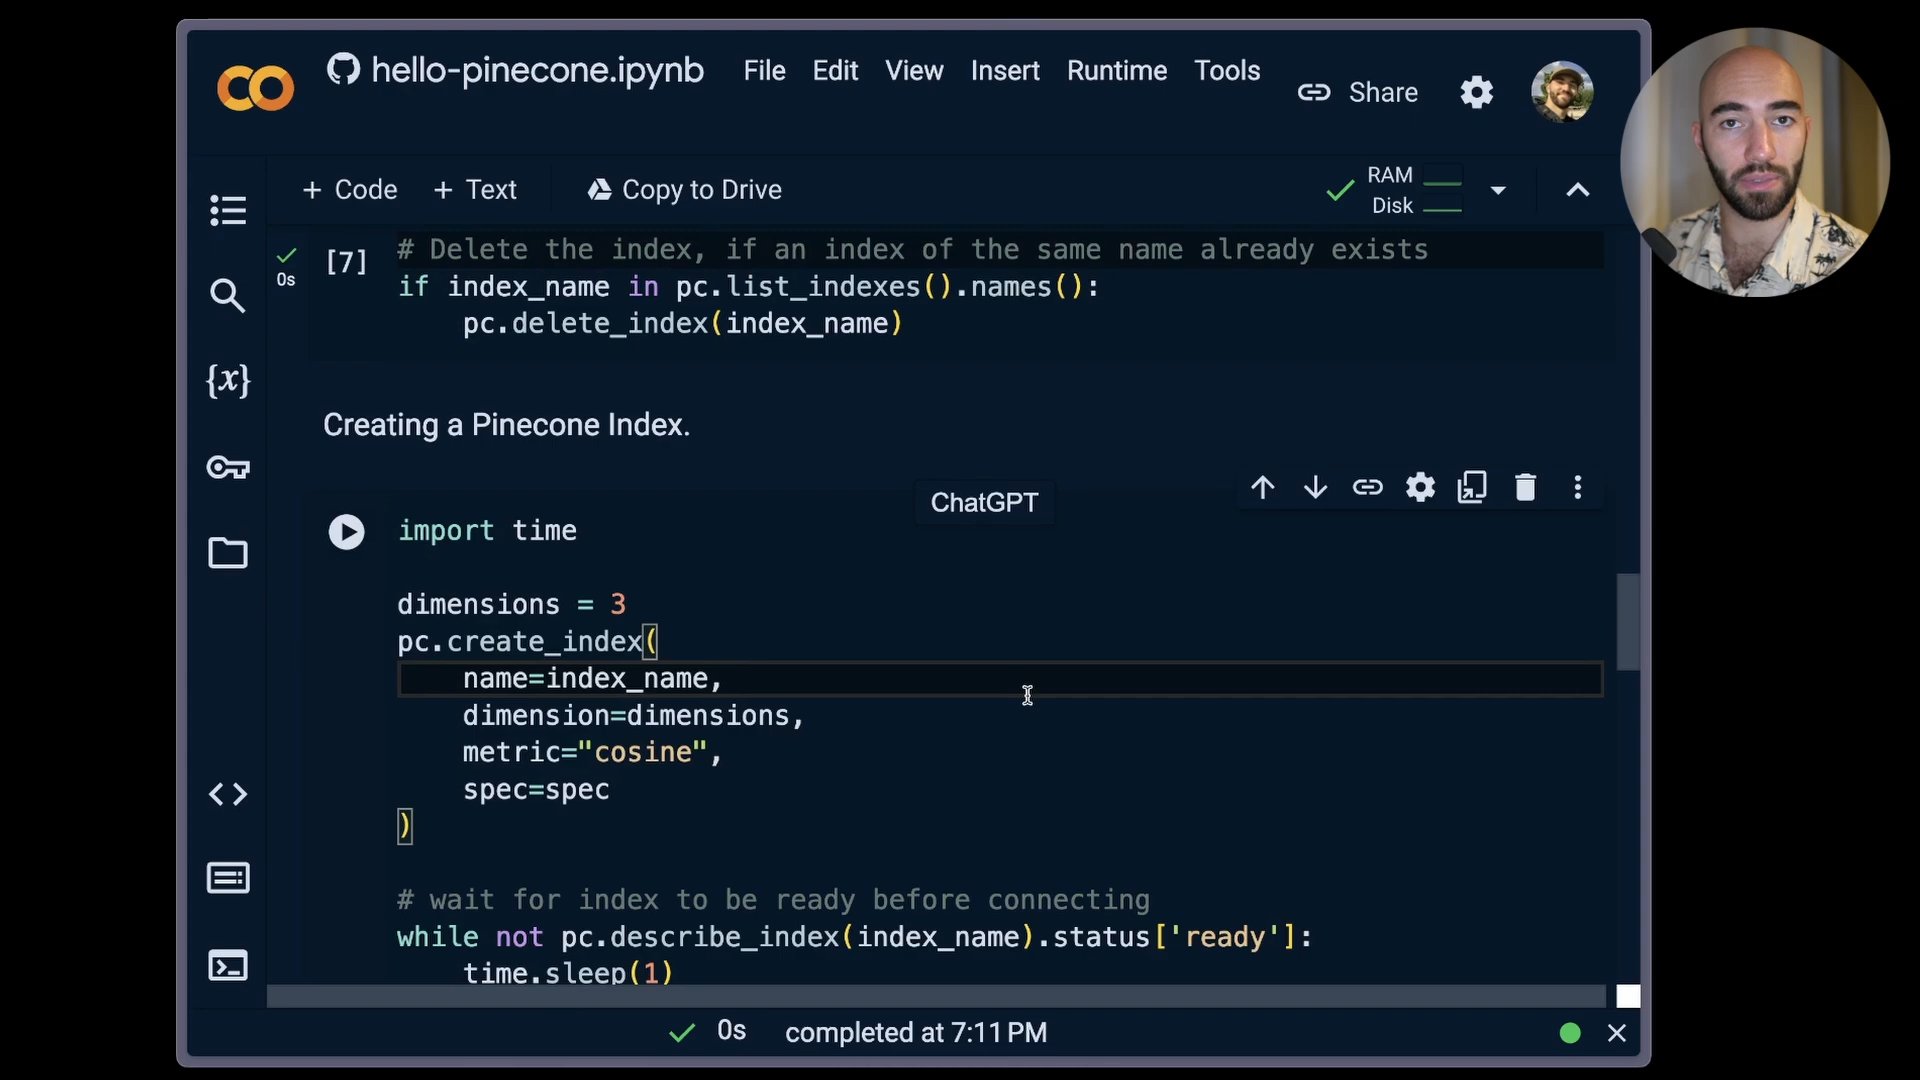 hello-pinecone.ipynb File Edit View Insert Runtime Tools Share
+ Code + Text Copy to Drive RAM
Disk
0s
[7] # Delete the index, if an index of the same name already exists
if index_name in pc.list_indexes().names():
    pc.delete_index(index_name)
Creating a Pinecone Index.
ChatGPT
import time
dimensions = 3
pc.create_index(
    name=index_name,
    dimension=dimensions,
    metric="cosine",
    spec=spec
)
# wait for index to be ready before connecting
while not pc.describe_index(index_name).status['ready']:
    time.sleep(1)
{x}
0s completed at 7:11 PM